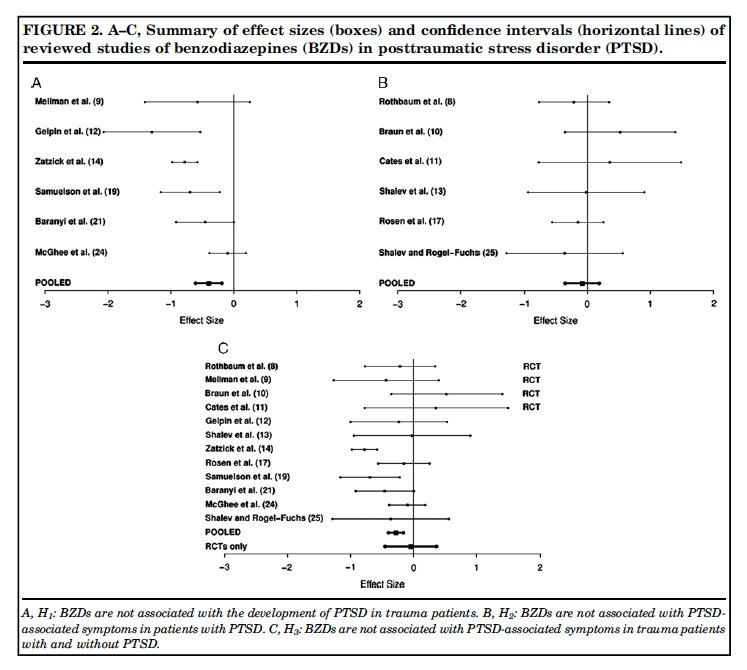 FIGURE 2. A–C, Summary of effect sizes (boxes) and confidence intervals (horizontal lines) of
reviewed studies of benzodiazepines (BZDs) in posttraumatic stress disorder (PTSD).
A
Mellman et al. (9)
Gelpin et al. (12)
Zatzick et al. (14)
Samuelson et al. (19)
Baranyi et al. (21)
McGhee et al. (24)
POOLED
−3 −2 −1 0 1 2
Effect Size
B
Rothbaum et al. (8)
Braun et al. (10)
Cates et al. (11)
Shalev et al. (13)
Rosen et al. (17)
Shalev and Rogel−Fuchs (25)
POOLED
−3 −2 −1 0 1 2
Effect Size
C
Rothbaum et al. (8) RCT
Mellman et al. (9) RCT
Braun et al. (10) RCT
Cates et al. (11) RCT
Gelpin et al. (12)
Shalev et al. (13)
Zatzick et al. (14)
Rosen et al. (17)
Samuelson et al. (19)
Baranyi et al. (21)
McGhee et al. (24)
Shalev and Rogel−Fuchs (25)
POOLED
RCTs only
−3 −2 −1 0 1 2
Effect Size
A, H₁: BZDs are not associated with the development of PTSD in trauma patients. B, H₂: BZDs are not associated with PTSD-
associated symptoms in patients with PTSD. C, H₃: BZDs are not associated with PTSD-associated symptoms in trauma patients
with and without PTSD.